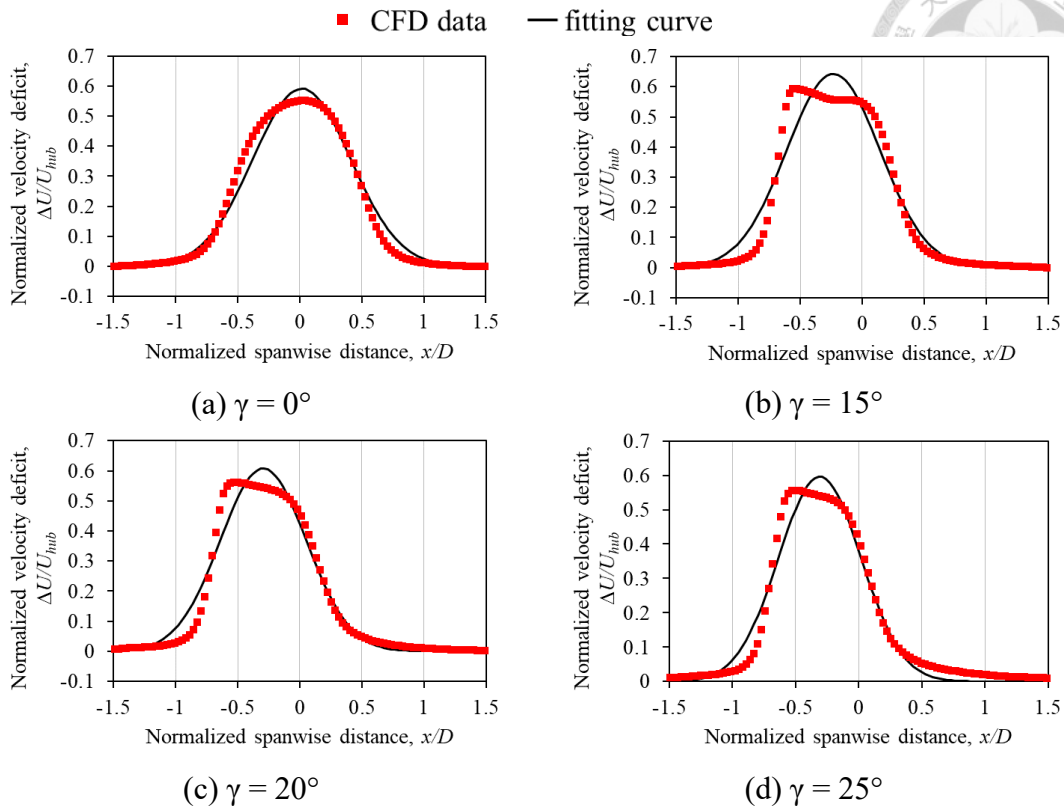 CFD data fitting curve
Normalized velocity deficit,
ΔU/U_hub
0.7
0.6
0.5
0.4
0.3
0.2
0.1
0
-0.1
-1.5 -1 -0.5 0 0.5 1 1.5
Normalized spanwise distance, x/D
(a) γ = 0°
Normalized velocity deficit,
ΔU/U_hub
0.7
0.6
0.5
0.4
0.3
0.2
0.1
0
-0.1
-1.5 -1 -0.5 0 0.5 1 1.5
Normalized spanwise distance, x/D
(b) γ = 15°
Normalized velocity deficit,
ΔU/U_hub
0.7
0.6
0.5
0.4
0.3
0.2
0.1
0
-0.1
-1.5 -1 -0.5 0 0.5 1 1.5
Normalized spanwise distance, x/D
(c) γ = 20°
Normalized velocity deficit,
ΔU/U_hub
0.7
0.6
0.5
0.4
0.3
0.2
0.1
0
-1.5 -1 -0.5 0 0.5 1 1.5
Normalized spanwise distance, x/D
(d) γ = 25°